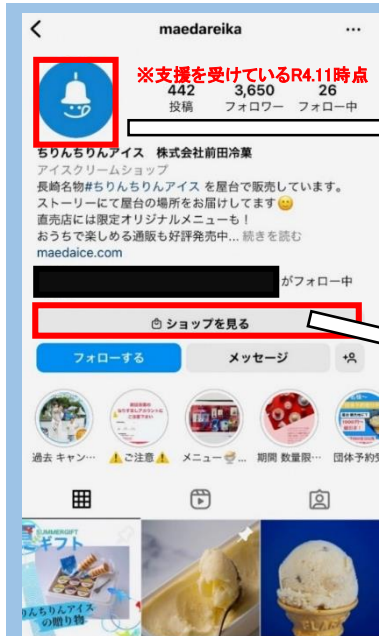 maedareika
※支援を受けているR4.11時点
442 3,650 26
投稿 フォロワー フォロー中
ちりんちりんアイス 株式会社前田冷菓
アイスクリームショップ
長崎名物#ちりんちりんアイス を屋台で販売しています。
ストーリーにて屋台の場所をお届けしてます😊
直売店には限定オリジナルメニューも！
おうちで楽しめる通販も好評発売中... 続きを読む
maedaice.com
がフォロー中
ショップを見る
フォローする メッセージ
過去 キャン… ⚠️ご注意⚠️ メニュー🍨… 期間 数量限… 団体予約受
SUMMERGIFT
ギフト
りんちりんアイス
の贈り物